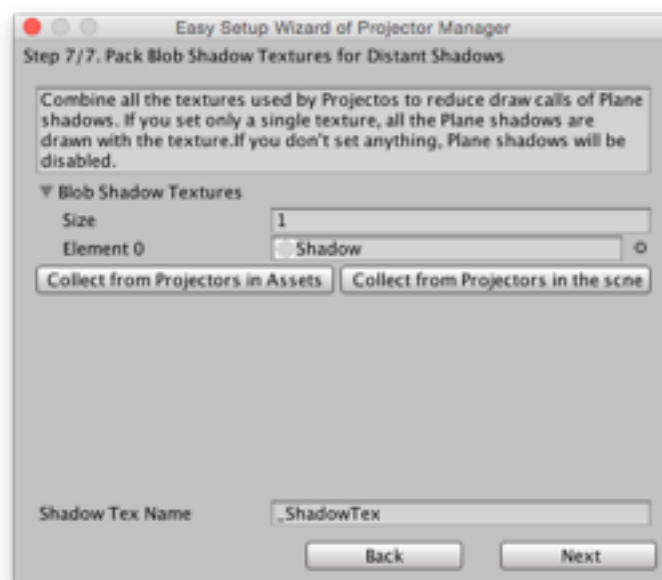 Easy Setup Wizard of Projector Manager
Step 7/7. Pack Blob Shadow Textures for Distant Shadows
Combine all the textures used by Projectos to reduce draw calls of Plane
shadows. If you set only a single texture, all the Plane shadows are
drawn with the texture.If you don't set anything, Plane shadows will be
disabled.
Blob Shadow Textures
Size 1
Element 0 Shadow
Collect from Projectors in Assets Collect from Projectors in the scne
Shadow Tex Name _ShadowTex
Back Next